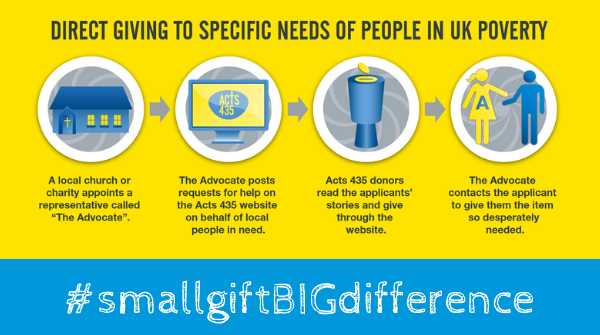 DIRECT GIVING TO SPECIFIC NEEDS OF PEOPLE IN UK POVERTY
ACTS
435
A
A local church or
charity appoints a
representative called
“The Advocate”.
The Advocate posts
requests for help on
the Acts 435 website
on behalf of local
people in need.
Acts 435 donors
read the applicants’
stories and give
through the
website.
The Advocate
contacts the applicant
to give them the item
so desperately
needed.
#smallgiftBIGdifference